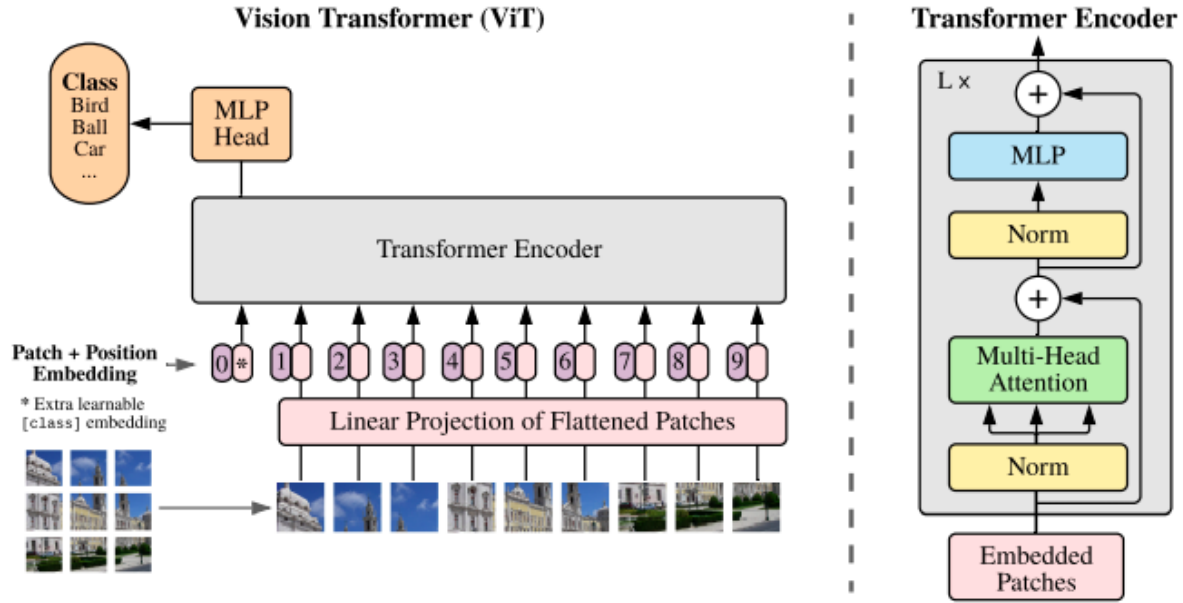 Vision Transformer (ViT)
Class
Bird
Ball
Car
...
MLP
Head
Transformer Encoder
Patch + Position
Embedding
* Extra learnable
[class] embedding
0 *
1
2
3
4
5
6
7
8
9
Linear Projection of Flattened Patches
Transformer Encoder
L ×
+
MLP
Norm
+
Multi-Head
Attention
Norm
Embedded
Patches